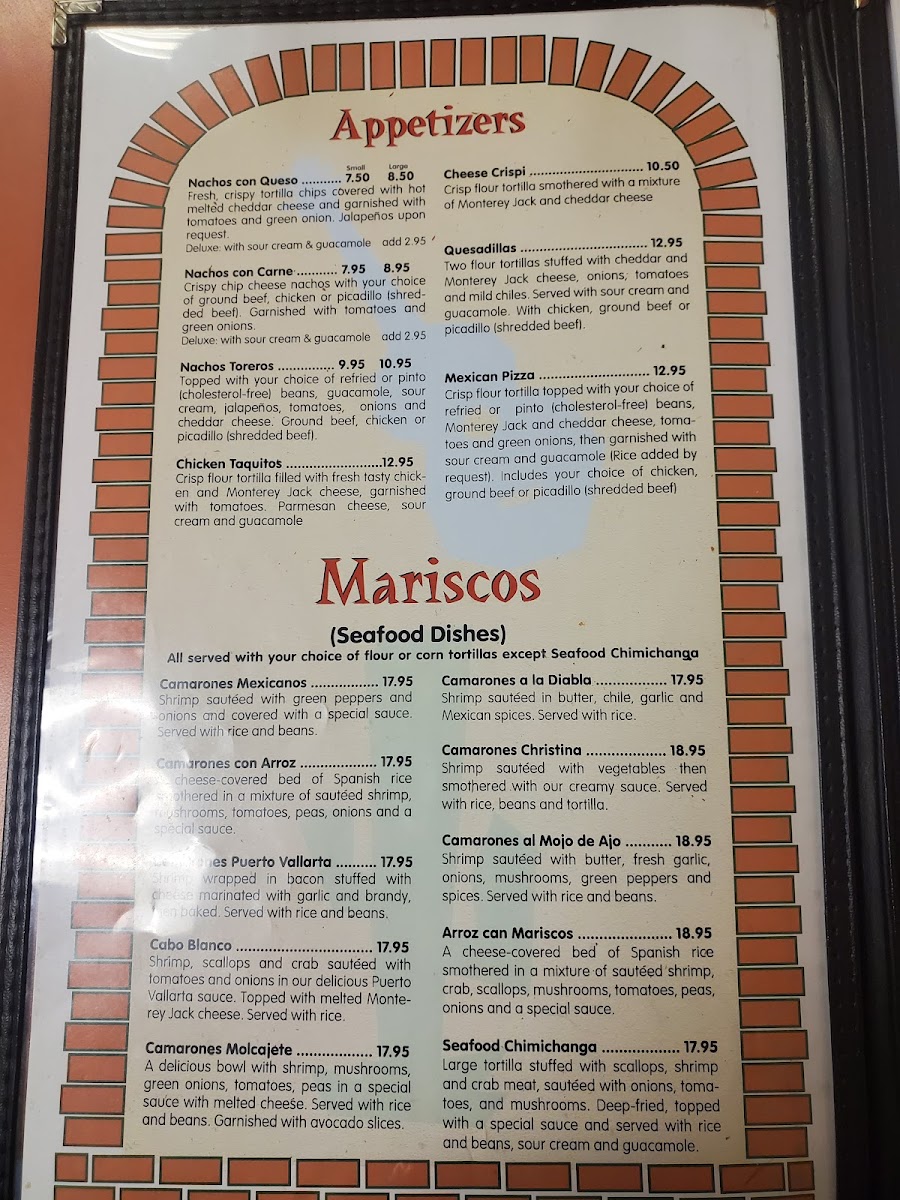 Appetizers
Small Large
Nachos con Queso ........... 7.50 8.50
Fresh, crispy tortilla chips covered with hot
melted cheddar cheese and garnished with
tomatoes and green onion. Jalapeños upon
request.
Deluxe: with sour cream & guacamole add 2.95
Nachos con Carne ........... 7.95 8.95
Crispy chip cheese nachos with your choice
of ground beef, chicken or picadillo (shred-
ded beef). Garnished with tomatoes and
green onions.
Deluxe: with sour cream & guacamole add 2.95
Nachos Toreros ............... 9.95 10.95
Topped with your choice of refried or pinto
(cholesterol-free) beans, guacamole, sour
cream, jalapeños, tomatoes, onions and
cheddar cheese. Ground beef, chicken or
picadillo (shredded beef).
Chicken Taquitos .........................12.95
Crisp flour tortilla filled with fresh tasty chick-
en and Monterey Jack cheese, garnished
with tomatoes. Parmesan cheese, sour
cream and guacamole
Cheese Crispi ............................. 10.50
Crisp flour tortilla smothered with a mixture
of Monterey Jack and cheddar cheese
Quesadillas ................................ 12.95
Two flour tortillas stuffed with cheddar and
Monterey Jack cheese, onions, tomatoes
and mild chiles. Served with sour cream and
guacamole. With chicken, ground beef or
picadillo (shredded beef).
Mexican Pizza ............................ 12.95
Crisp flour tortilla topped with your choice of
refried or pinto (cholesterol-free) beans,
Monterey Jack and cheddar cheese, toma-
toes and green onions, then garnished with
sour cream and guacamole (Rice added by
request). Includes your choice of chicken,
ground beef or picadillo (shredded beef)
Mariscos
(Seafood Dishes)
All served with your choice of flour or corn tortillas except Seafood Chimichanga
Camarones Mexicanos ................. 17.95
Shrimp sautéed with green peppers and
onions and covered with a special sauce.
Served with rice and beans.
Camarones con Arroz ................... 17.95
cheese-covered bed of Spanish rice
smothered in a mixture of sautéed shrimp,
mushrooms, tomatoes, peas, onions and a
special sauce.
Camarones Puerto Vallarta .......... 17.95
Shrimp wrapped in bacon stuffed with
cheese marinated with garlic and brandy,
then baked. Served with rice and beans.
Cabo Blanco .................................. 17.95
Shrimp, scallops and crab sautéed with
tomatoes and onions in our delicious Puerto
Vallarta sauce. Topped with melted Monte-
rey Jack cheese. Served with rice.
Camarones Molcajete ................... 17.95
A delicious bowl with shrimp, mushrooms,
green onions, tomatoes, peas in a special
sauce with melted cheese. Served with rice
and beans. Garnished with avocado slices.
Camarones a la Diabla ................. 17.95
Shrimp sautéed in butter, chile, garlic and
Mexican spices. Served with rice.
Camarones Christina .................... 18.95
Shrimp sautéed with vegetables then
smothered with our creamy sauce. Served
with rice, beans and tortilla.
Camarones al Mojo de Ajo ........... 18.95
Shrimp sautéed with butter, fresh garlic,
onions, mushrooms, green peppers and
spices. Served with rice and beans.
Arroz can Mariscos ....................... 18.95
A cheese-covered bed of Spanish rice
smothered in a mixture of sautéed shrimp,
crab, scallops, mushrooms, tomatoes, peas,
onions and a special sauce.
Seafood Chimichanga .................... 17.95
Large tortilla stuffed with scallops, shrimp
and crab meat, sautéed with onions, toma-
toes, and mushrooms. Deep-fried, topped
with a special sauce and served with rice
and beans, sour cream and guacamole.